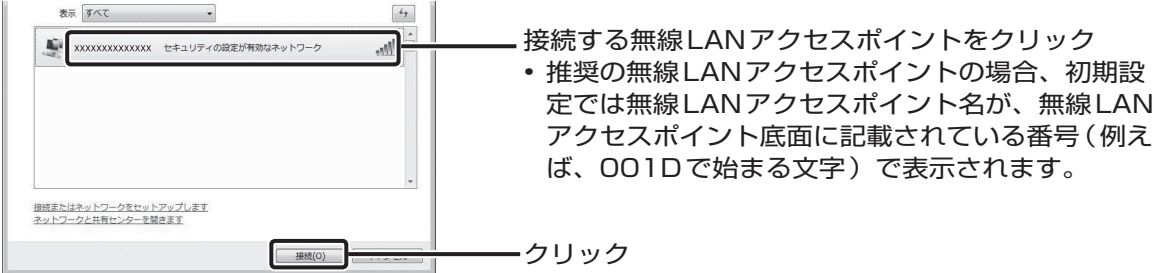 表示 すべて
XXXXXXXXXXXXXX セキュリティの設定が有効なネットワーク
接続する無線LANアクセスポイントをクリック
• 推奨の無線LANアクセスポイントの場合、初期設
定では無線LANアクセスポイント名が、無線LAN
アクセスポイント底面に記載されている番号(例え
ば、001Dで始まる文字)で表示されます。
接続またはネットワークをセットアップします
ネットワークと共有センターを開きます
接続(O)
クリック